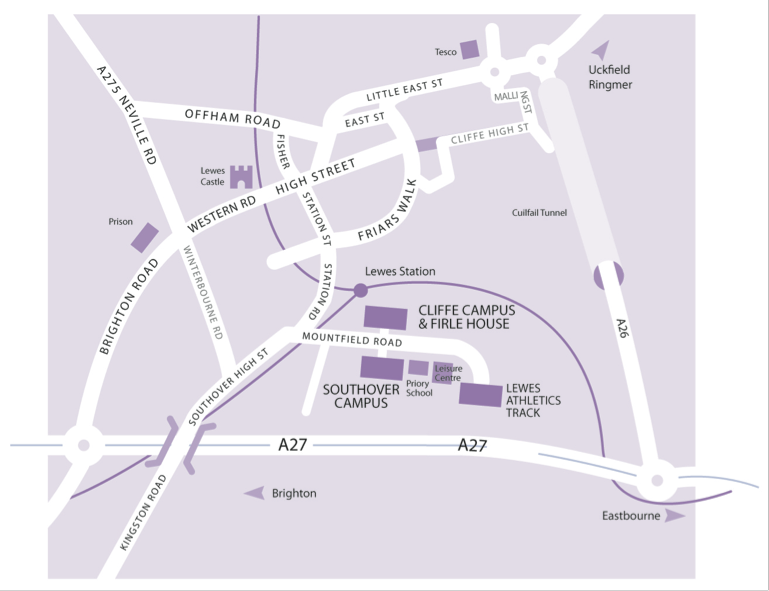 Tesco
Uckfield
Ringmer
A275 NEVILLE RD
LITTLE EAST ST
MALLI
NG ST
OFFHAM ROAD
EAST ST
FISHER
CLIFFE HIGH ST
Lewes
Castle
HIGH STREET
WESTERN RD
STATION ST
FRIARS WALK
Cuilfail Tunnel
Prison
WINTERBOURNE RD
BRIGHTON ROAD
STATION RD
Lewes Station
CLIFFE CAMPUS
& FIRLE HOUSE
A26
MOUNTFIELD ROAD
SOUTHOVER HIGH ST
SOUTHOVER
CAMPUS
Priory
School
Leisure
Centre
LEWES
ATHLETICS
TRACK
A27
A27
KINGSTON ROAD
Brighton
Eastbourne